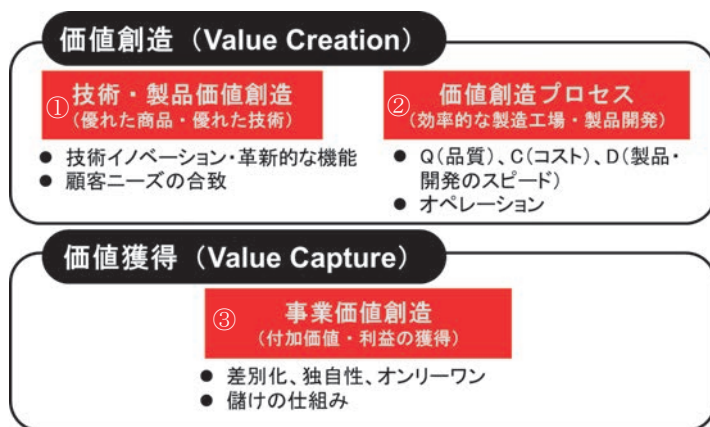 価値創造（Value Creation）
①技術・製品価値創造
（優れた商品・優れた技術）
● 技術イノベーション・革新的な機能
● 顧客ニーズの合致
②価値創造プロセス
（効率的な製造工場・製品開発）
● Q（品質）、C（コスト）、D（製品・
開発のスピード）
● オペレーション
価値獲得（Value Capture）
③事業価値創造
（付加価値・利益の獲得）
● 差別化、独自性、オンリーワン
● 儲けの仕組み